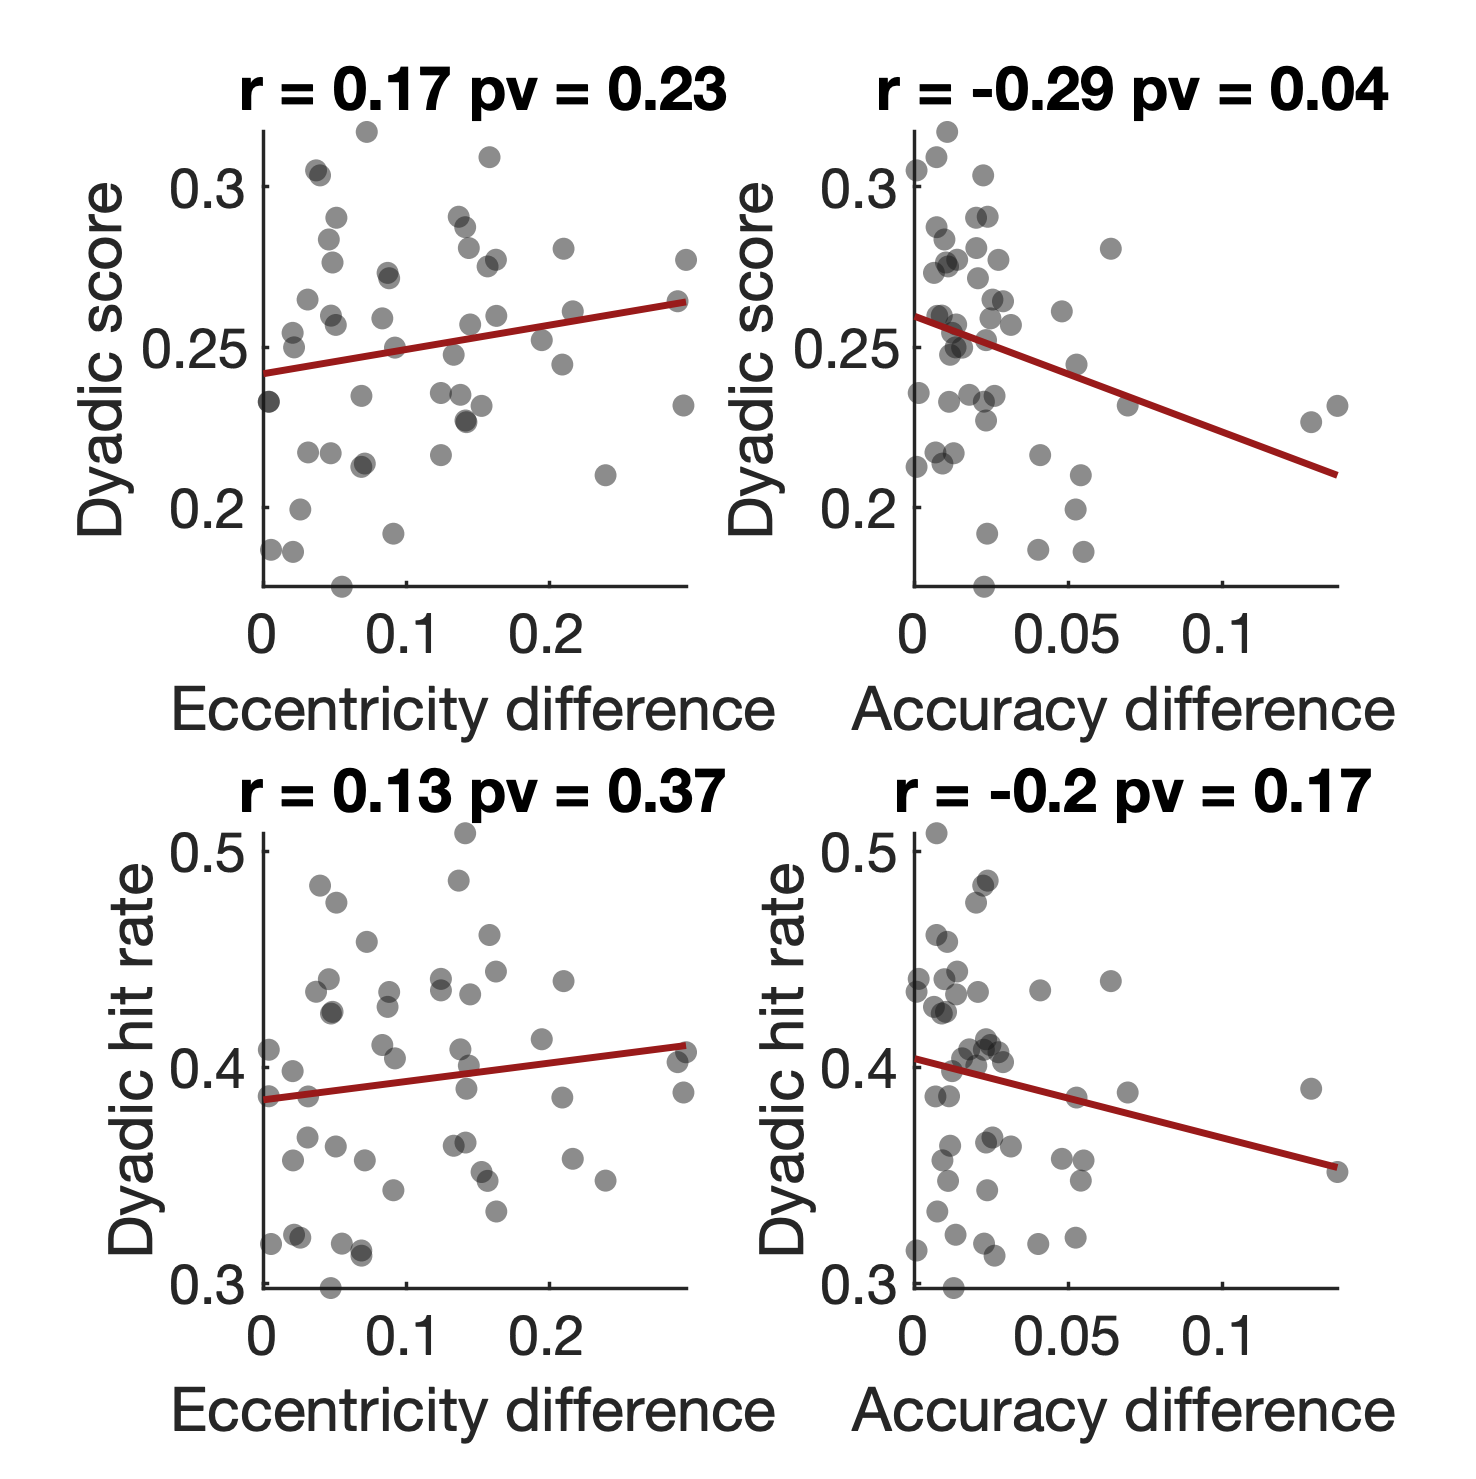 r = 0.17 pv = 0.23
Dyadic score
0.3
0.25
0.2
0 0.1 0.2
Eccentricity difference
r = -0.29 pv = 0.04
Dyadic score
0.3
0.25
0.2
0 0.05 0.1
Accuracy difference
r = 0.13 pv = 0.37
Dyadic hit rate
0.5
0.4
0.3
0 0.1 0.2
Eccentricity difference
r = -0.2 pv = 0.17
Dyadic hit rate
0.5
0.4
0.3
0 0.05 0.1
Accuracy difference